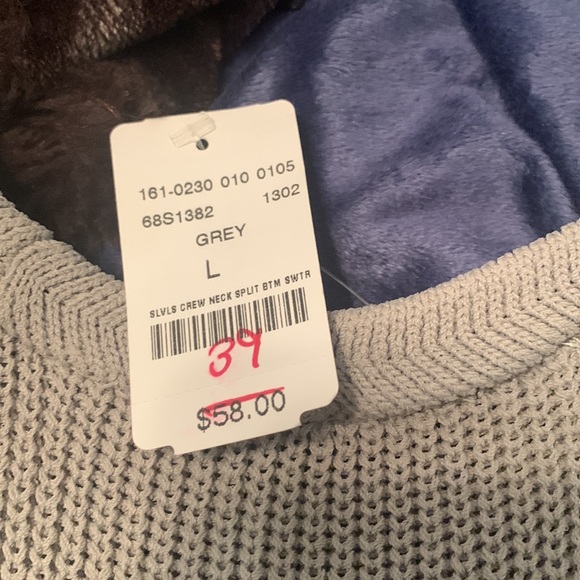 161-0230 010 0105
68S1382 1302
GREY
L
SLVLS CREW NECK SPLIT BTM SWTR
39
$58.00